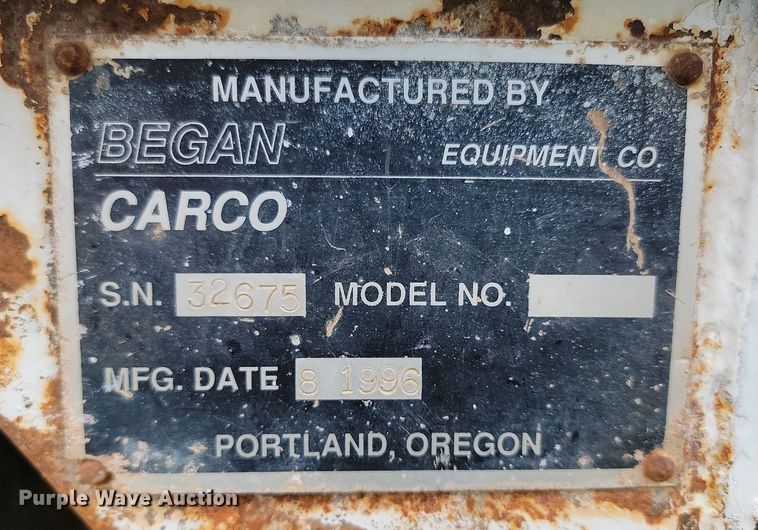 MANUFACTURED BY
BEGAN EQUIPMENT CO.
CARCO
S.N. 32675 MODEL NO.
MFG. DATE 8 1996
PORTLAND, OREGON
Purple Wave Auction